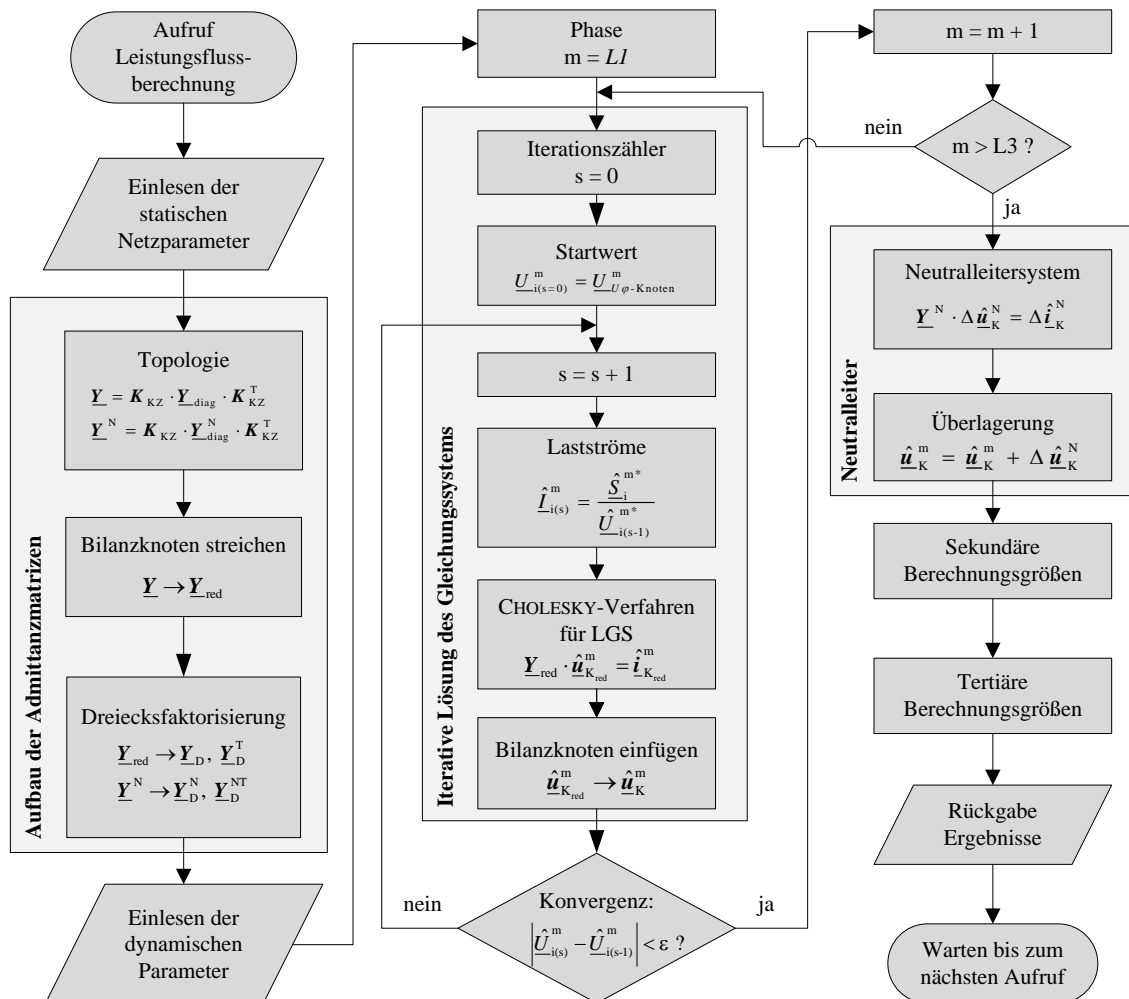 Aufruf
Leistungsfluss-
berechnung
Einlesen der
statischen
Netzparameter
Aufbau der Admittanzmatrizen
Topologie
Y = K_KZ · Y_diag · K_KZ^T
Y^N = K_KZ · Y_diag^N · K_KZ^T
Bilanzknoten streichen
Y → Y_red
Dreiecksfaktorisierung
Y_red → Y_D, Y_D^T
Y^N → Y_D^N, Y_D^NT
Einlesen der
dynamischen
Parameter
Phase
m = L1
Iterative Lösung des Gleichungssystems
Iterationszähler
s = 0
Startwert
U_i(s=0)^m = U_Uφ-Knoten^m
s = s + 1
Lastströme
Î_i(s)^m = Ŝ_i^m* / Û_i(s-1)^m*
CHOLESKY-Verfahren
für LGS
Y_red · û_K_red^m = î_K_red^m
Bilanzknoten einfügen
û_K_red^m → û_K^m
nein
Konvergenz:
ja
|Û_i(s)^m − Û_i(s-1)^m| < ε ?
m = m + 1
nein
m > L3 ?
ja
Neutralleiter
Neutralleitersystem
Y^N · Δ û_K^N = Δ î_K^N
Überlagerung
û_K^m = û_K^m + Δ û_K^N
Sekundäre
Berechnungsgrößen
Tertiäre
Berechnungsgrößen
Rückgabe
Ergebnisse
Warten bis zum
nächsten Aufruf